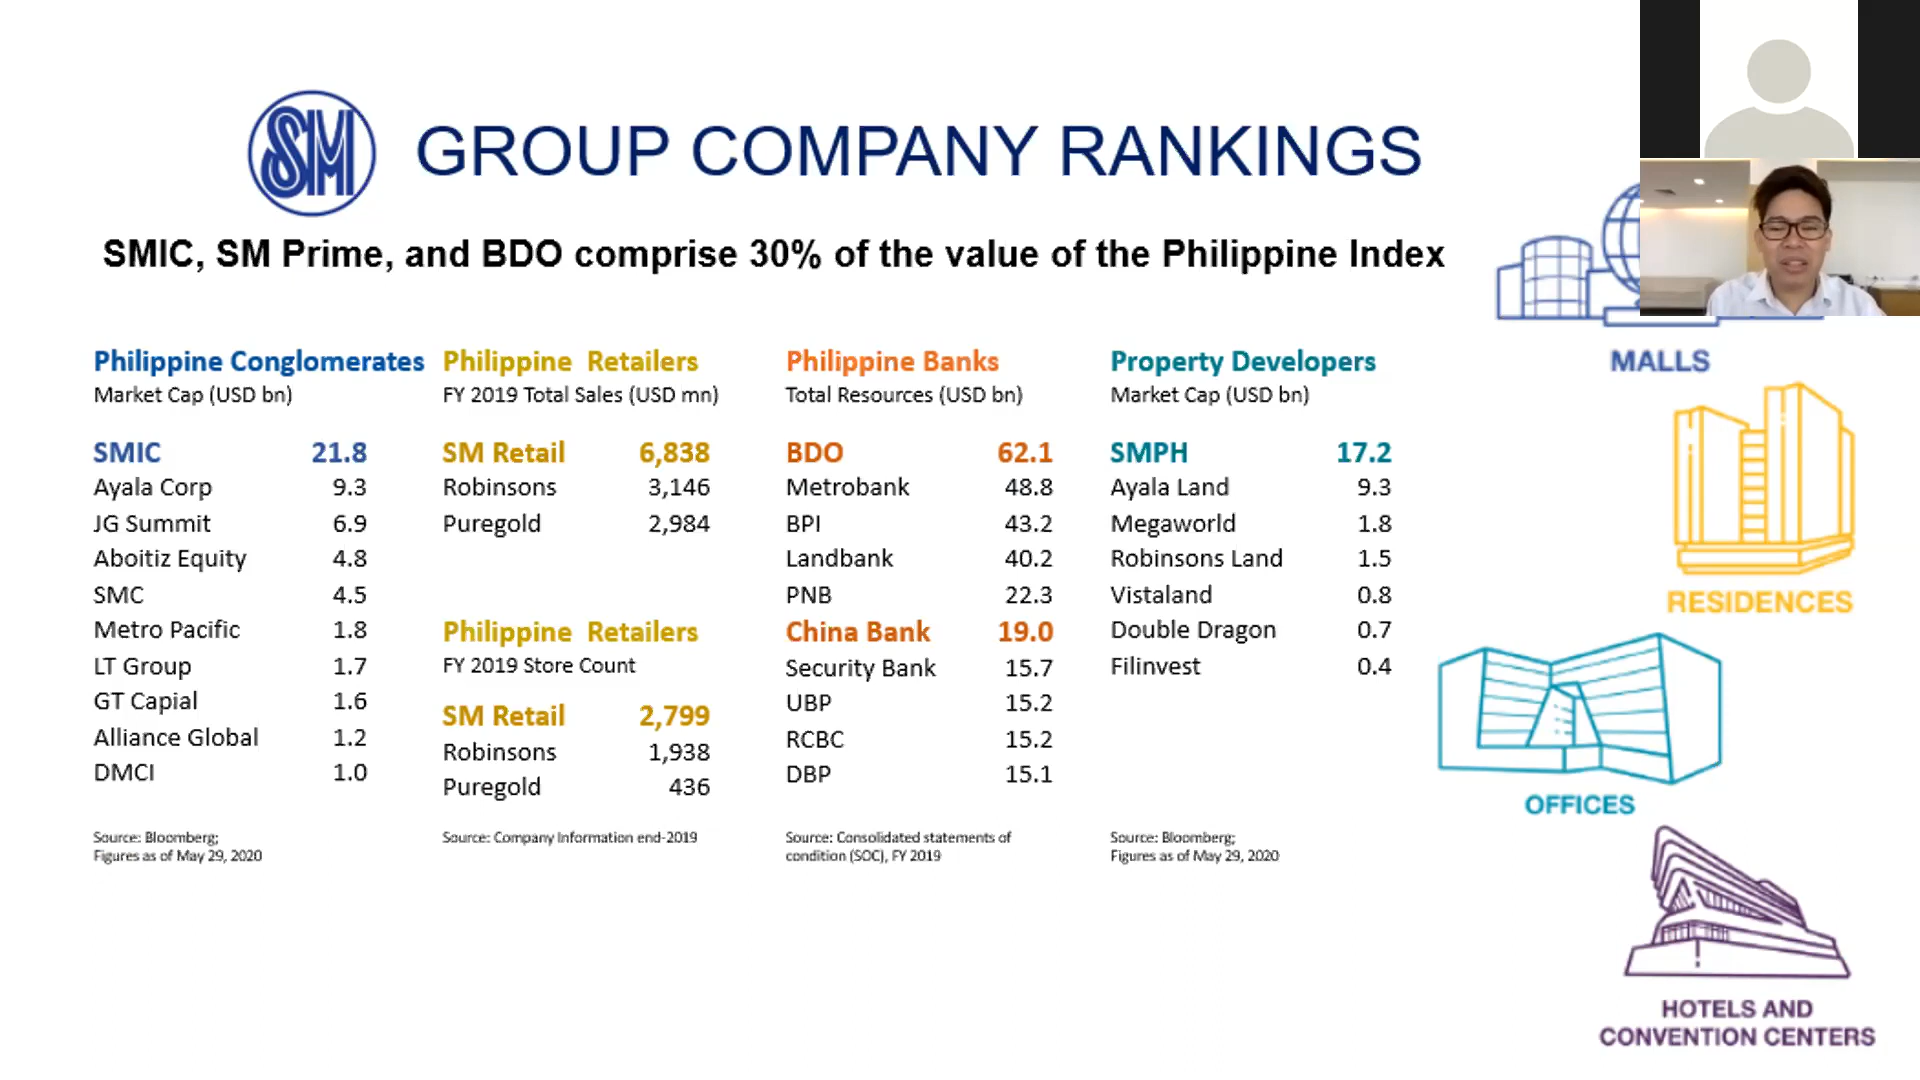 SM GROUP COMPANY RANKINGS
SMIC, SM Prime, and BDO comprise 30% of the value of the Philippine Index
Philippine Conglomerates
Market Cap (USD bn)
SMIC 21.8
Ayala Corp 9.3
JG Summit 6.9
Aboitiz Equity 4.8
SMC 4.5
Metro Pacific 1.8
LT Group 1.7
GT Capial 1.6
Alliance Global 1.2
DMCI 1.0
Source: Bloomberg;
Figures as of May 29, 2020
Philippine Retailers
FY 2019 Total Sales (USD mn)
SM Retail 6,838
Robinsons 3,146
Puregold 2,984
Philippine Retailers
FY 2019 Store Count
SM Retail 2,799
Robinsons 1,938
Puregold 436
Source: Company Information end-2019
Philippine Banks
Total Resources (USD bn)
BDO 62.1
Metrobank 48.8
BPI 43.2
Landbank 40.2
PNB 22.3
China Bank 19.0
Security Bank 15.7
UBP 15.2
RCBC 15.2
DBP 15.1
Source: Consolidated statements of
condition (SOC), FY 2019
Property Developers
Market Cap (USD bn)
SMPH 17.2
Ayala Land 9.3
Megaworld 1.8
Robinsons Land 1.5
Vistaland 0.8
Double Dragon 0.7
Filinvest 0.4
Source: Bloomberg;
Figures as of May 29, 2020
MALLS
RESIDENCES
OFFICES
HOTELS AND
CONVENTION CENTERS